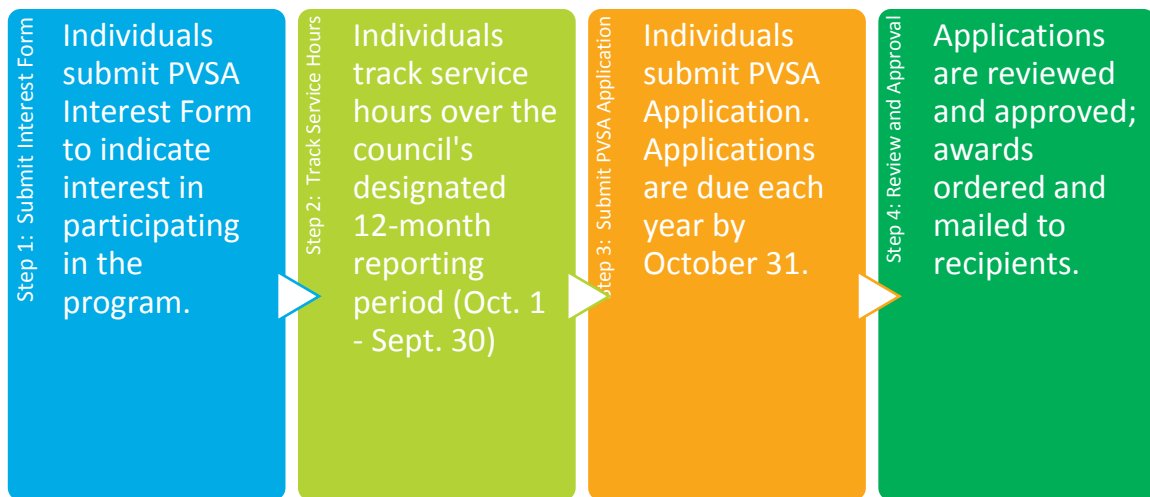 Step 1:  Submit Interest Form
Individuals
submit PVSA
Interest Form
to indicate
interest in
participating
in the
program.
Step 2:  Track Service Hours
Individuals
track service
hours over the
council's
designated
12-month
reporting
period (Oct. 1
- Sept. 30)
Step 3:  Submit PVSA Application
Individuals
submit PVSA
Application.
Applications
are due each
year by
October 31.
Step 4: Review and Approval
Applications
are reviewed
and approved;
awards
ordered and
mailed to
recipients.